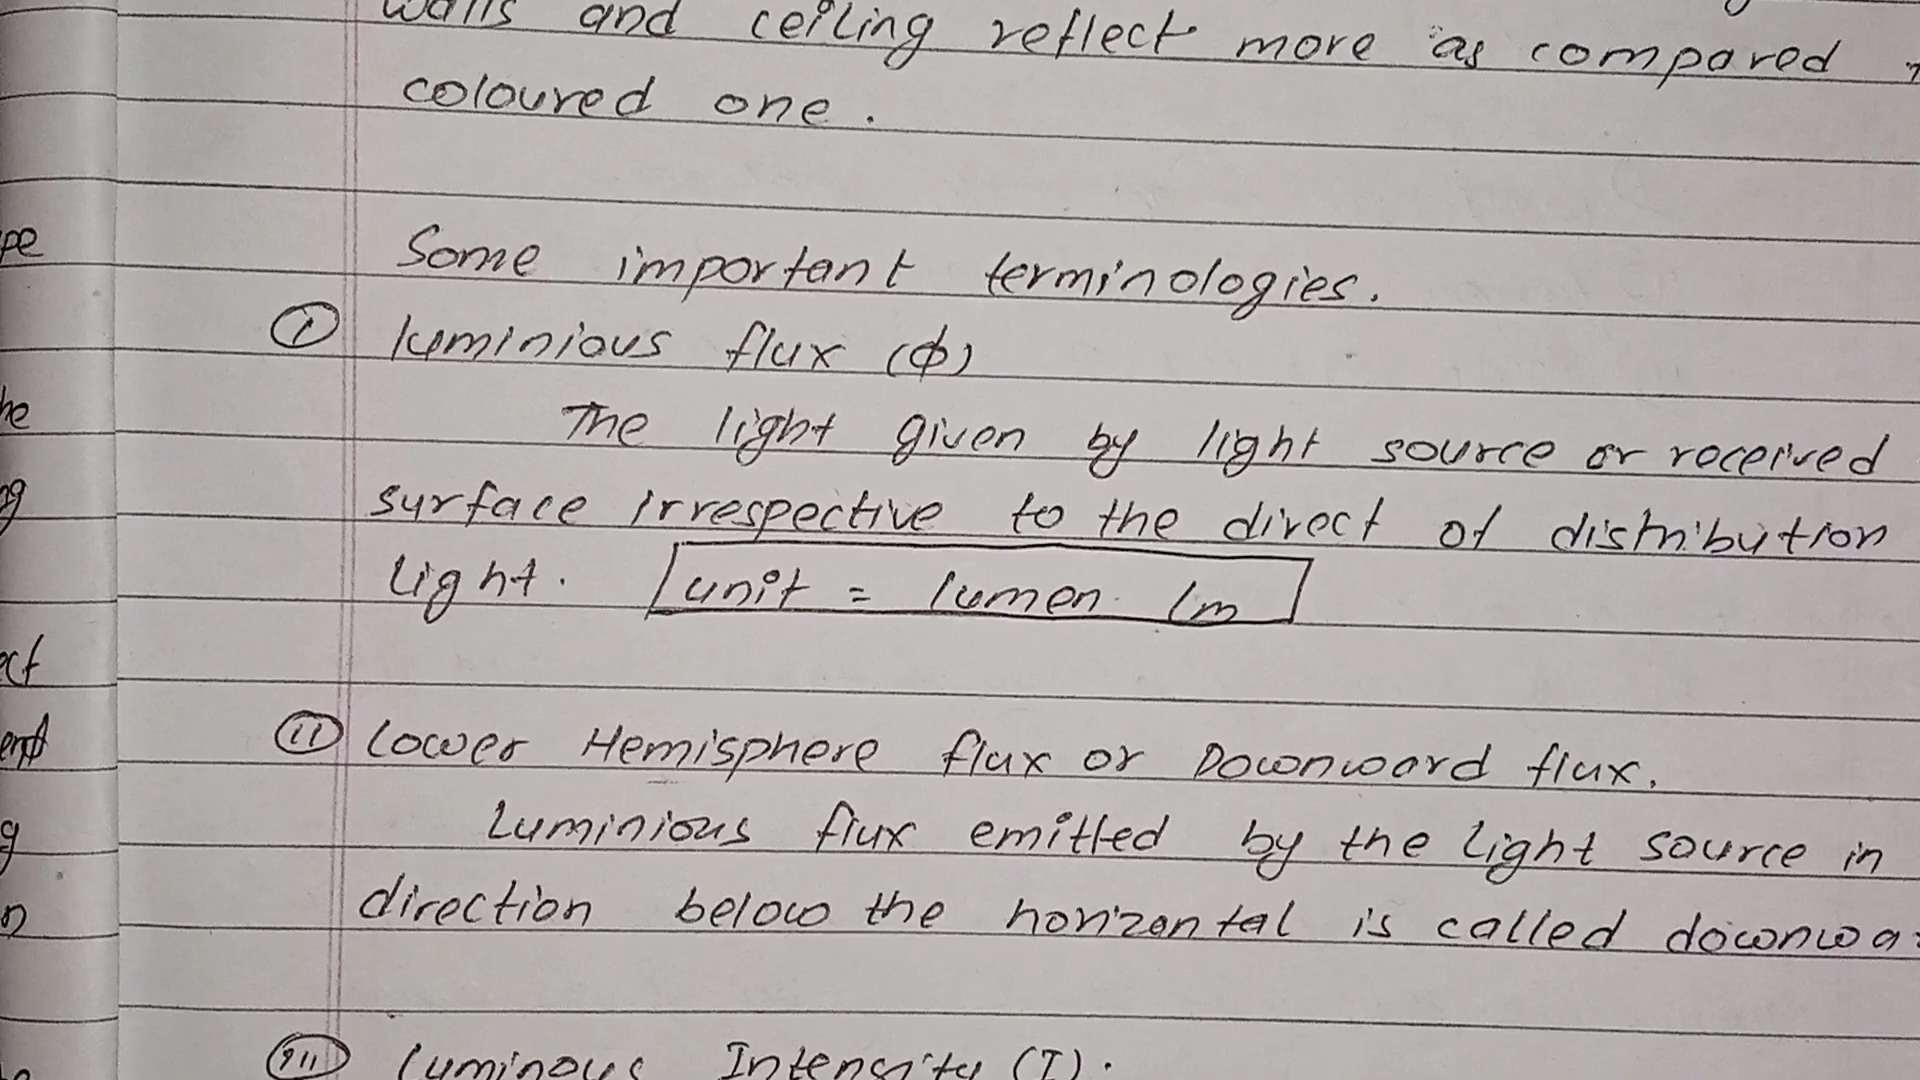 walls and ceiling reflect more as compared
coloured one.
Some important terminologies.
i luminious flux (ϕ)
The light given by light source or received
surface irrespective to the direct of distribution
light. unit = lumen lm
ii Lower Hemisphere flux or Downward flux.
Luminious flux emitted by the light source in
direction below the horizontal is called downwa
iii Luminous Intensity (I).